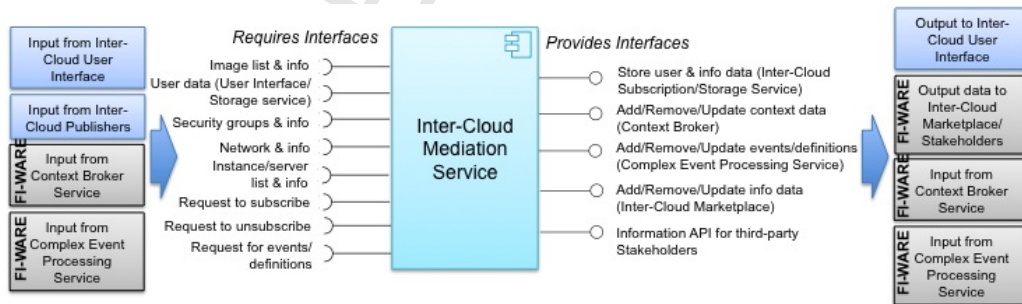 Input from Inter-
Cloud User
Interface
Input from Inter-
Cloud Publishers
FI-WARE
Input from
Context Broker
Service
FI-WARE
Input from
Complex Event
Processing
Service
Requires Interfaces
Image list & info
User data (User Interface/
Storage service)
Security groups & info
Network & info
Instance/server
list & info
Request to subscribe
Request to unsubscribe
Request for events/
definitions
Inter-Cloud
Mediation
Service
Provides Interfaces
Store user & info data (Inter-Cloud
Subscription/Storage Service)
Add/Remove/Update context data
(Context Broker)
Add/Remove/Update events/definitions
(Complex Event Processing Service)
Add/Remove/Update info data
(Inter-Cloud Marketplace)
Information API for third-party
Stakeholders
Output to Inter-
Cloud User
Interface
FI-WARE
Output data to
Inter-Cloud
Marketplace/
Stakeholders
FI-WARE
Input from
Context Broker
Service
FI-WARE
Input from
Complex Event
Processing
Service